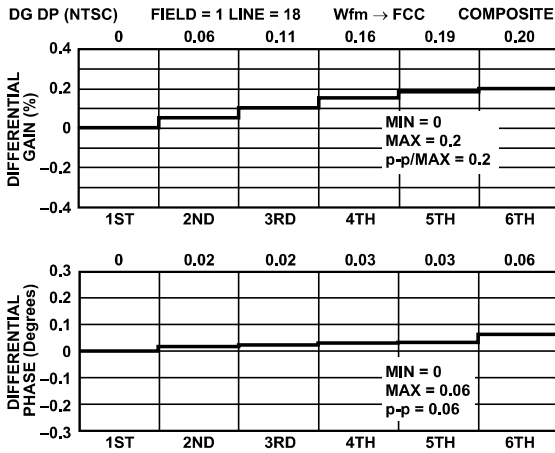 DG DP (NTSC) FIELD = 1 LINE = 18 Wfm → FCC COMPOSITE
0 0.06 0.11 0.16 0.19 0.20
0.4
0.2
0
–0.2
–0.4
DIFFERENTIAL
GAIN (%)
MIN = 0
MAX = 0.2
p-p/MAX = 0.2
1ST 2ND 3RD 4TH 5TH 6TH
0 0.02 0.02 0.03 0.03 0.06
0.3
0.2
0.1
0
–0.1
–0.2
–0.3
DIFFERENTIAL
PHASE (Degrees)
MIN = 0
MAX = 0.06
p-p = 0.06
1ST 2ND 3RD 4TH 5TH 6TH